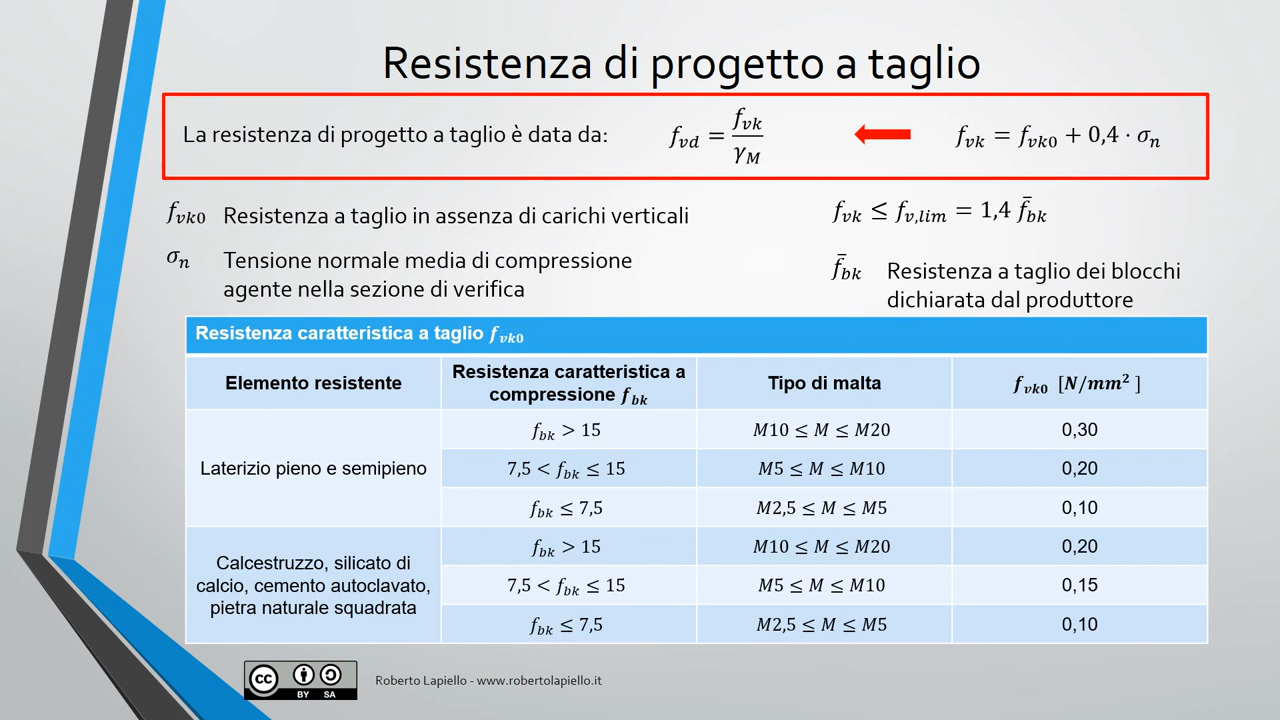 Resistenza di progetto a taglio
La resistenza di progetto a taglio è data da: f_vd = f_vk / γ_M f_vk = f_vk0 + 0,4 · σ_n
f_vk0 Resistenza a taglio in assenza di carichi verticali
f_vk ≤ f_v,lim = 1,4 f̄_bk
σ_n Tensione normale media di compressione
agente nella sezione di verifica
f̄_bk Resistenza a taglio dei blocchi
dichiarata dal produttore
Resistenza caratteristica a taglio f_vk0
Elemento resistente
Resistenza caratteristica a
compressione f_bk
Tipo di malta
f_vk0 [N/mm²]
Laterizio pieno e semipieno
f_bk > 15 M10 ≤ M ≤ M20 0,30
7,5 < f_bk ≤ 15 M5 ≤ M ≤ M10 0,20
f_bk ≤ 7,5 M2,5 ≤ M ≤ M5 0,10
Calcestruzzo, silicato di
calcio, cemento autoclavato,
pietra naturale squadrata
f_bk > 15 M10 ≤ M ≤ M20 0,20
7,5 < f_bk ≤ 15 M5 ≤ M ≤ M10 0,15
f_bk ≤ 7,5 M2,5 ≤ M ≤ M5 0,10
cc BY SA
Roberto Lapiello - www.robertolapiello.it